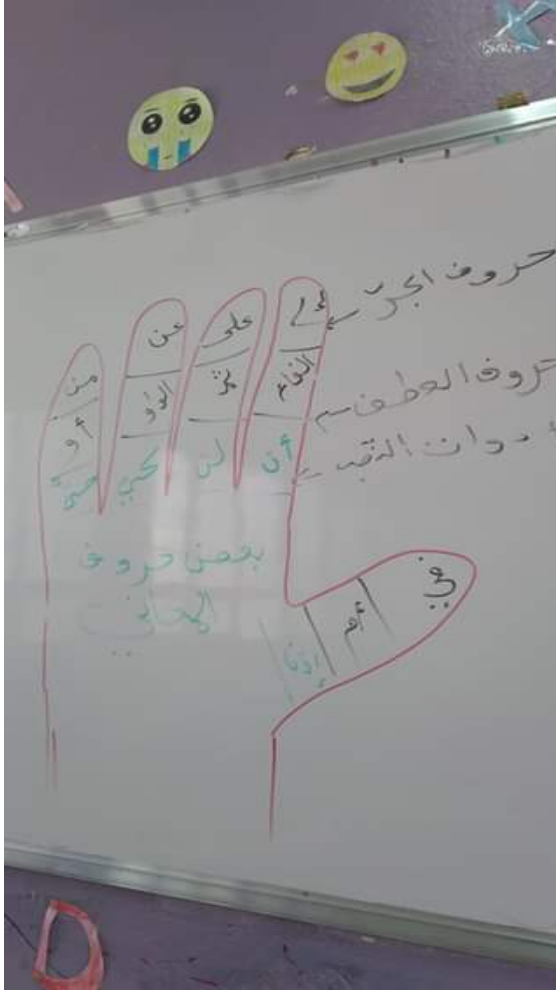 حروف الجرّ
إلى
على
عن
من
في
حروف العطف
الفاء
ثمّ
الواو
أو
أم
أدوات النصب
أن
لن
كي
حتىّ
إذن
بعض حروف
المعاني